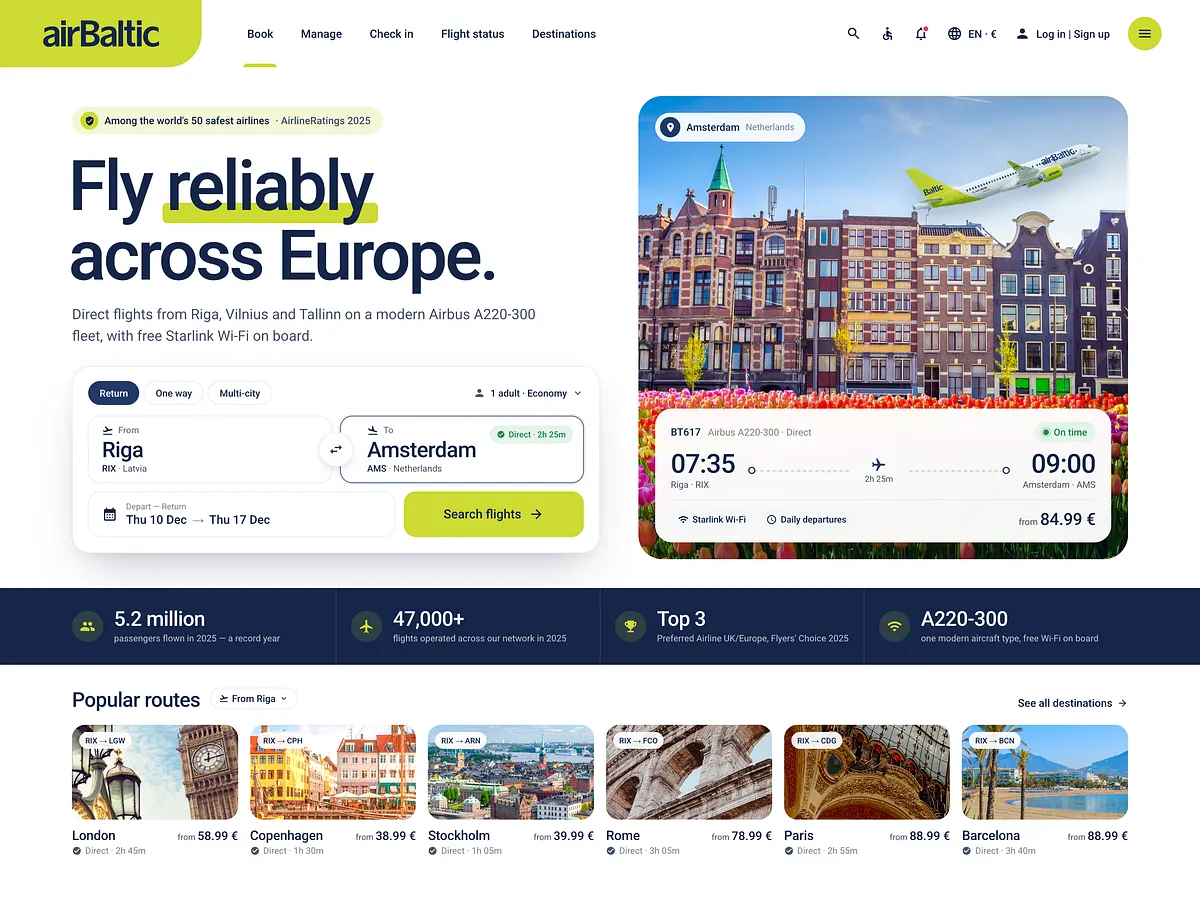 airBaltic
Book
Manage
Check in
Flight status
Destinations
EN · €
Log in | Sign up
Among the world's 50 safest airlines · AirlineRatings 2025
Fly reliably
across Europe.
Direct flights from Riga, Vilnius and Tallinn on a modern Airbus A220-300
fleet, with free Starlink Wi-Fi on board.
Return
One way
Multi-city
1 adult · Economy
From
Riga
RIX · Latvia
To
Amsterdam
AMS · Netherlands
Direct · 2h 25m
Depart — Return
Thu 10 Dec → Thu 17 Dec
Search flights →
Amsterdam Netherlands
airBaltic
Baltic
BT617 Airbus A220-300 · Direct
On time
07:35
Riga · RIX
2h 25m
09:00
Amsterdam · AMS
Starlink Wi-Fi
Daily departures
from 84.99 €
5.2 million
passengers flown in 2025 — a record year
47,000+
flights operated across our network in 2025
Top 3
Preferred Airline UK/Europe, Flyers' Choice 2025
A220-300
one modern aircraft type, free Wi-Fi on board
Popular routes
From Riga
See all destinations →
RIX → LGW
London
from 58.99 €
Direct · 2h 45m
RIX → CPH
Copenhagen
from 38.99 €
Direct · 1h 30m
RIX → ARN
Stockholm
from 39.99 €
Direct · 1h 05m
RIX → FCO
Rome
from 78.99 €
Direct · 3h 05m
RIX → CDG
Paris
from 88.99 €
Direct · 2h 55m
RIX → BCN
Barcelona
from 88.99 €
Direct · 3h 40m